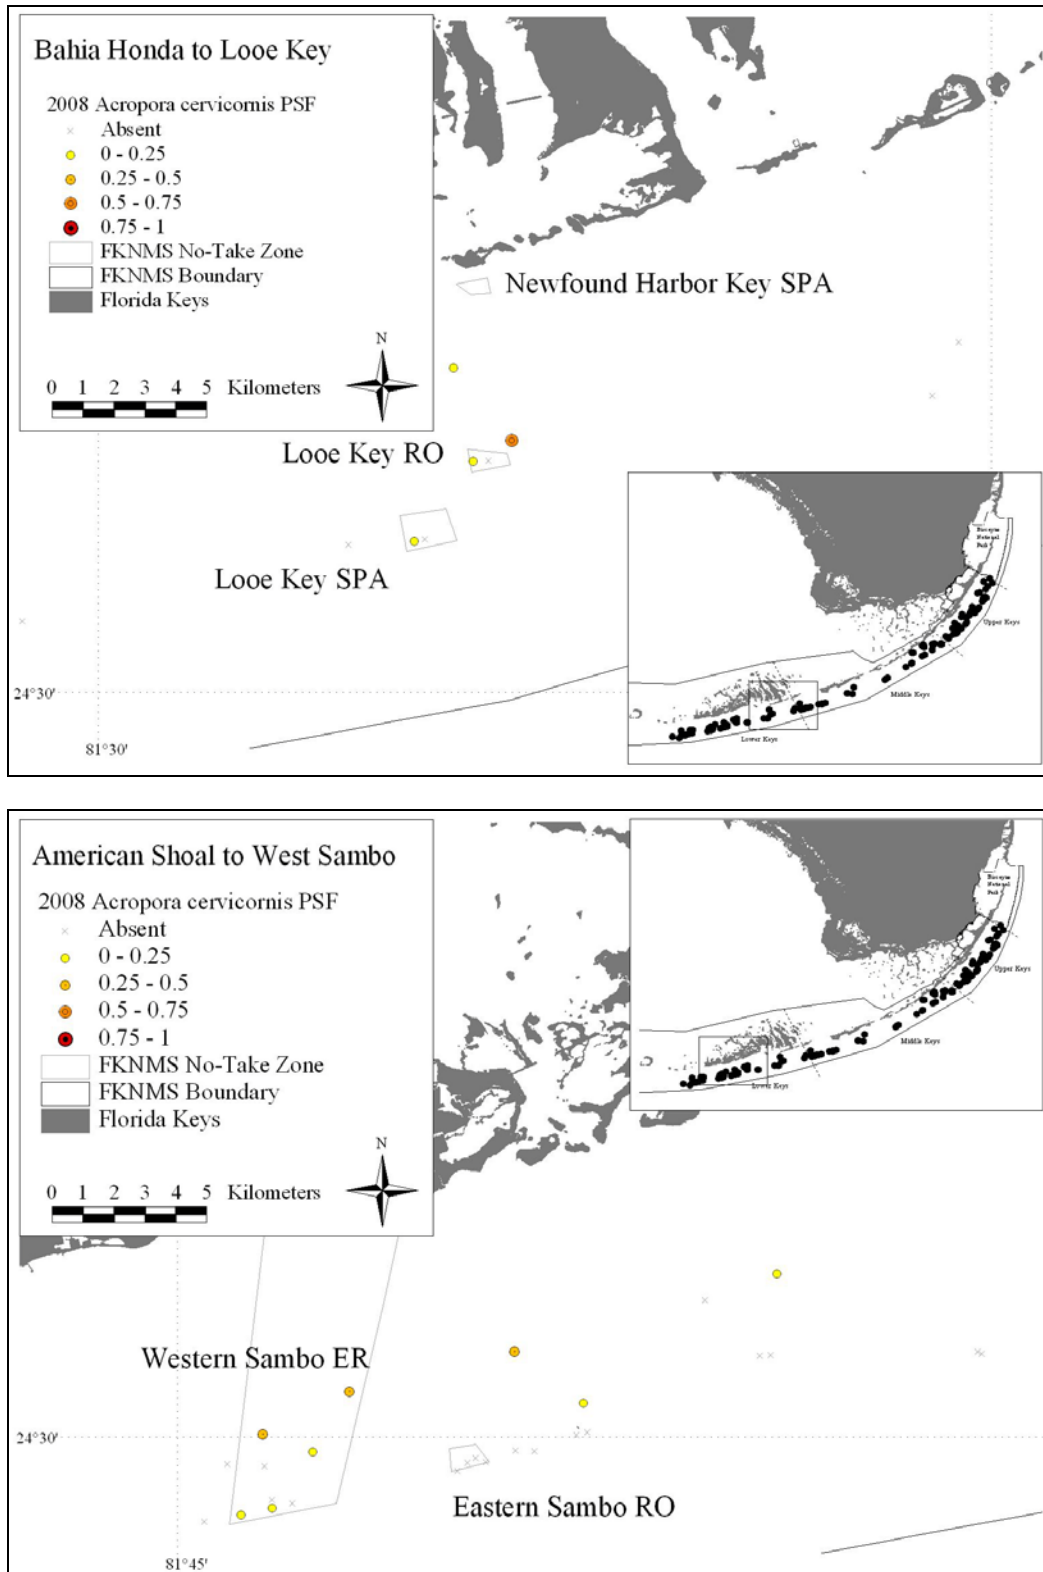 Bahia Honda to Looe Key
2008 Acropora cervicornis PSF
Absent
0 - 0.25
0.25 - 0.5
0.5 - 0.75
0.75 - 1
FKNMS No-Take Zone
FKNMS Boundary
Florida Keys
N
0 1 2 3 4 5 Kilometers
Newfound Harbor Key SPA
Looe Key RO
Looe Key SPA
24°30'
81°30'
Biscayne
National
Park
Upper Keys
Middle Keys
Lower Keys
American Shoal to West Sambo
2008 Acropora cervicornis PSF
Absent
0 - 0.25
0.25 - 0.5
0.5 - 0.75
0.75 - 1
FKNMS No-Take Zone
FKNMS Boundary
Florida Keys
N
0 1 2 3 4 5 Kilometers
Biscayne
National
Park
Upper Keys
Middle Keys
Lower Keys
Western Sambo ER
24°30'
Eastern Sambo RO
81°45'